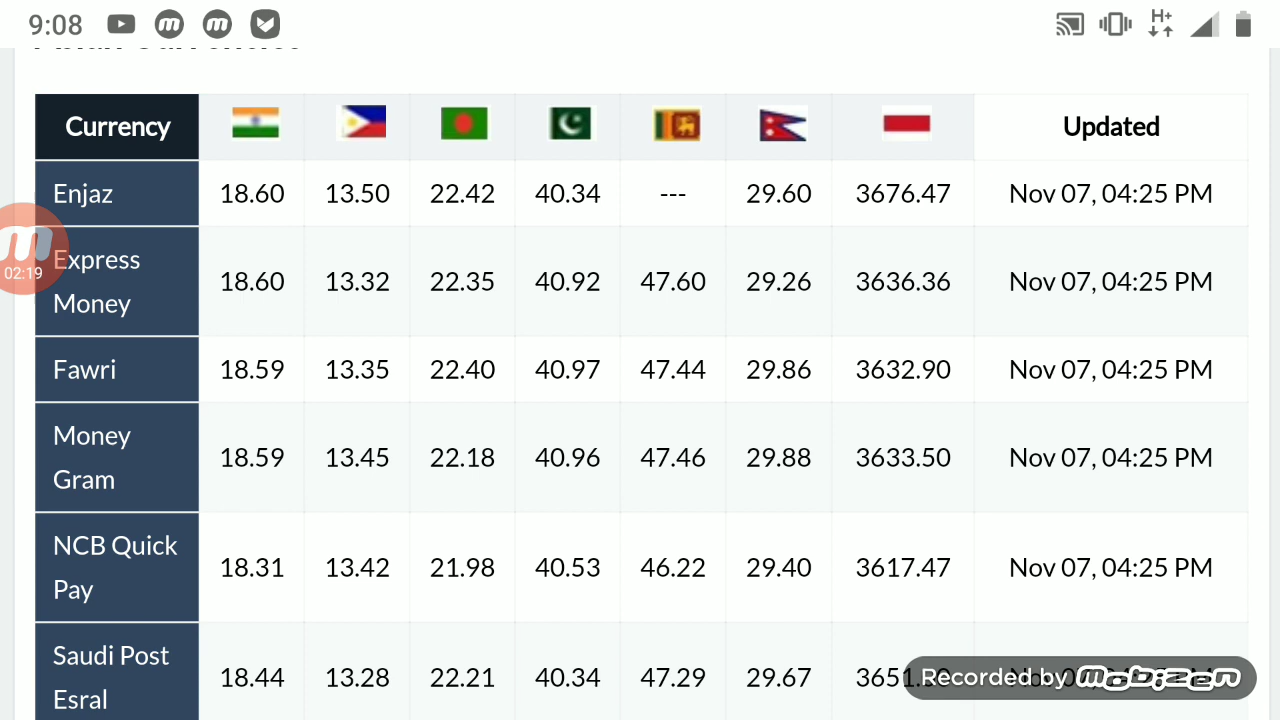 9:08
Currency Updated
Enjaz 18.60 13.50 22.42 40.34 --- 29.60 3676.47 Nov 07, 04:25 PM
02:19
Express
Money 18.60 13.32 22.35 40.92 47.60 29.26 3636.36 Nov 07, 04:25 PM
Fawri 18.59 13.35 22.40 40.97 47.44 29.86 3632.90 Nov 07, 04:25 PM
Money
Gram 18.59 13.45 22.18 40.96 47.46 29.88 3633.50 Nov 07, 04:25 PM
NCB Quick
Pay 18.31 13.42 21.98 40.53 46.22 29.40 3617.47 Nov 07, 04:25 PM
Saudi Post
Esral 18.44 13.28 22.21 40.34 47.29 29.67
Recorded by mobizen